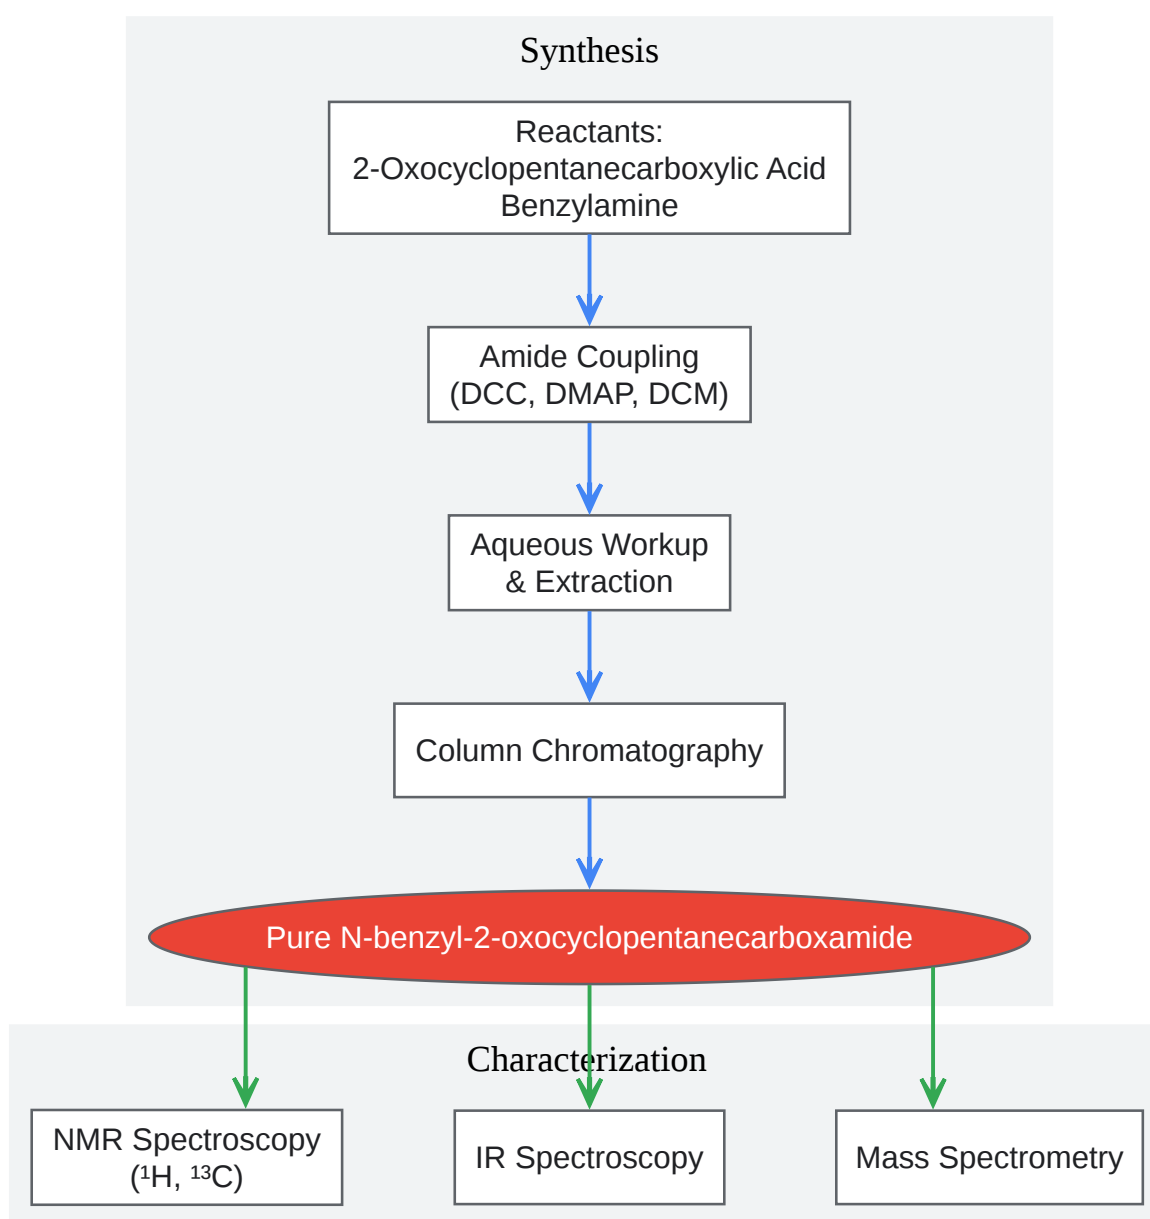 Synthesis
Reactants:
2-Oxocyclopentanecarboxylic Acid
Benzylamine
Amide Coupling
(DCC, DMAP, DCM)
Aqueous Workup
& Extraction
Column Chromatography
Pure N-benzyl-2-oxocyclopentanecarboxamide
Characterization
NMR Spectroscopy
(¹H, ¹³C)
IR Spectroscopy
Mass Spectrometry